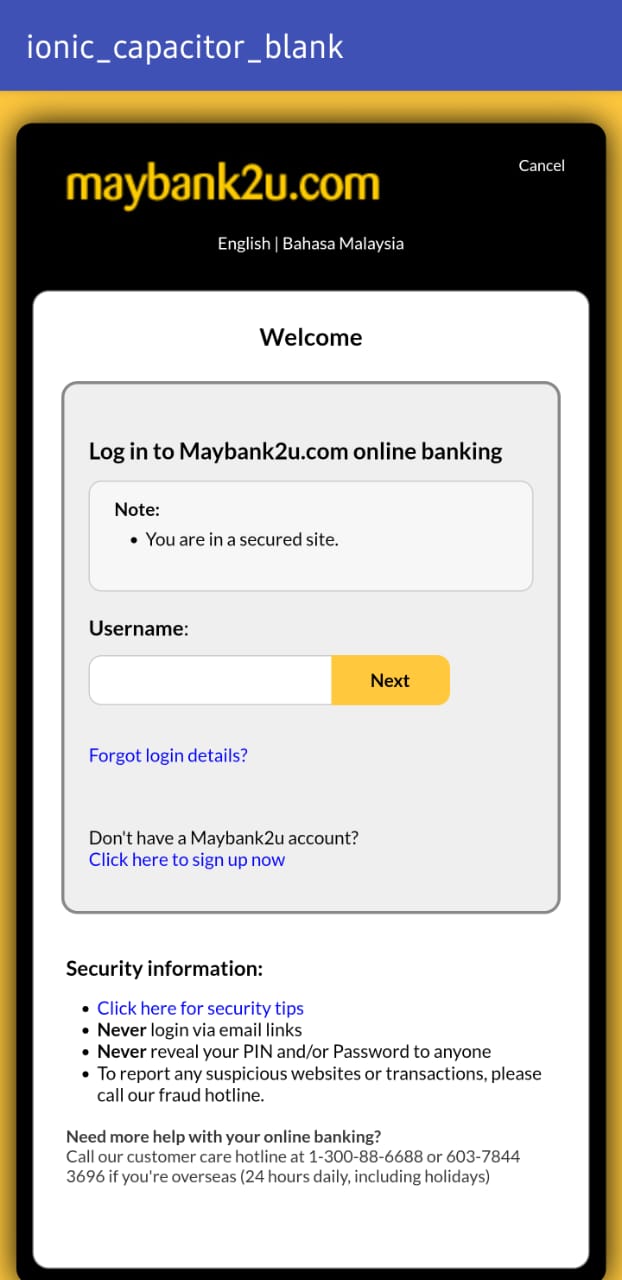 ionic_capacitor_blank
maybank2u.com
Cancel
English | Bahasa Malaysia
Welcome
Log in to Maybank2u.com online banking
Note:
• You are in a secured site.
Username:
Next
Forgot login details?
Don't have a Maybank2u account?
Click here to sign up now
Security information:
• Click here for security tips
• Never login via email links
• Never reveal your PIN and/or Password to anyone
• To report any suspicious websites or transactions, please
call our fraud hotline.
Need more help with your online banking?
Call our customer care hotline at 1-300-88-6688 or 603-7844
3696 if you're overseas (24 hours daily, including holidays)